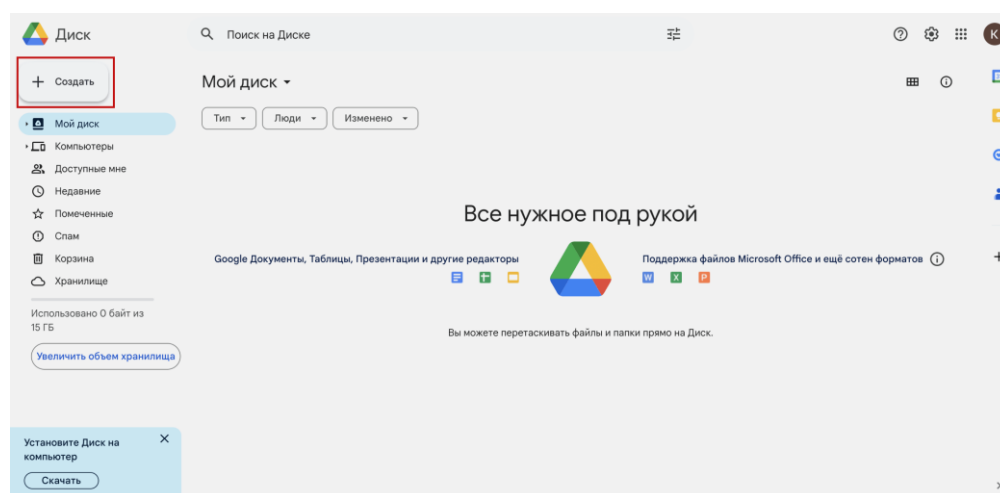 Диск
Поиск на Диске
K
Создать
Мой диск
Тип
Люди
Изменено
Мой диск
Компьютеры
Доступные мне
Недавние
Помеченные
Спам
Корзина
Хранилище
Использовано 0 байт из
15 ГБ
Увеличить объем хранилища
Все нужное под рукой
Google Документы, Таблицы, Презентации и другие редакторы
Поддержка файлов Microsoft Office и ещё сотен форматов
W X P
Вы можете перетаскивать файлы и папки прямо на Диск.
Установите Диск на
компьютер
Скачать